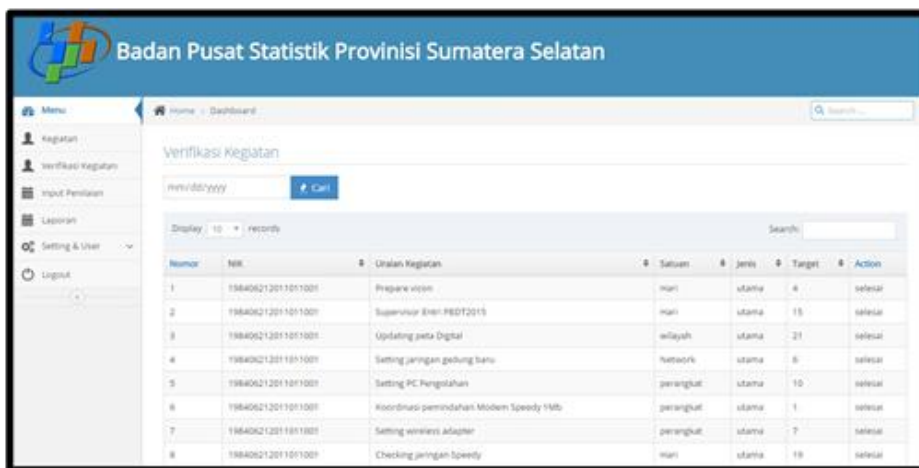 Badan Pusat Statistik Provinisi Sumatera Selatan
Menu
Home > Dashboard
Search ...
Kegiatan
Verifikasi Kegiatan
Input Penilaian
Laporan
Setting & User
Logout
Verifikasi Kegiatan
mm/dd/yyyy Cari
Display 10 records Search:
Nomor NIK Uraian Kegiatan Satuan Jenis Target Action
1 198406212011011001 Prepare vicon Hari utama 4 selesai
2 198406212011011001 Supervisor Entri PBDT2015 Hari utama 15 selesai
3 198406212011011001 Updating peta Digital wilayah utama 21 selesai
4 198406212011011001 Setting jaringan gedung baru Network utama 6 selesai
5 198406212011011001 Setting PC Pengolahan perangkat utama 10 selesai
6 198406212011011001 Koordinasi pemindahan Modem Speedy 1Mb perangkat utama 1 selesai
7 198406212011011001 Setting wireless adapter perangkat utama 7 selesai
8 198406212011011001 Checking jaringan Speedy Hari utama 19 selesai